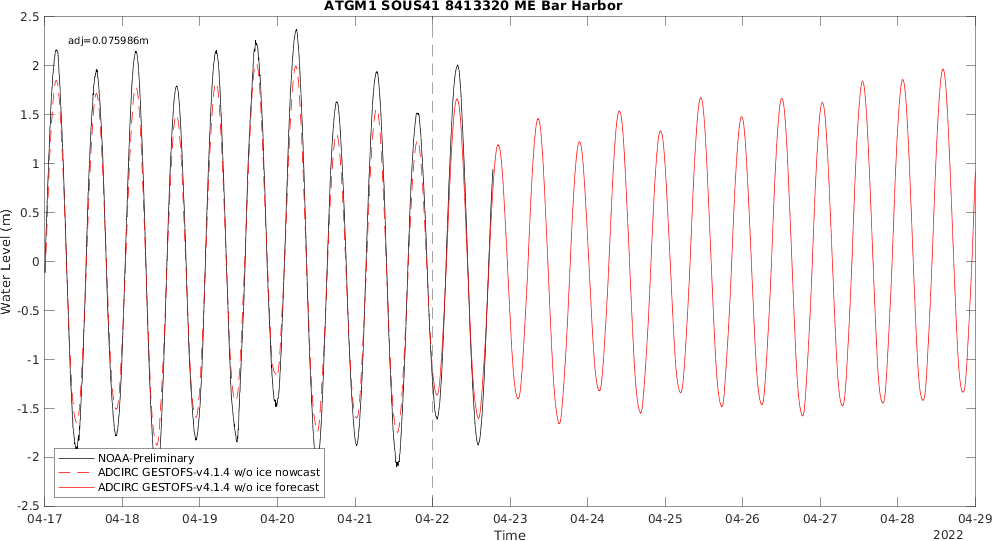 ATGM1 SOUS41 8413320 ME Bar Harbor
adj=0.075986m
Water Level (m)
2.5
2
1.5
1
0.5
0
-0.5
-1
-1.5
-2
-2.5
NOAA-Preliminary
ADCIRC GESTOFS-v4.1.4 w/o ice nowcast
ADCIRC GESTOFS-v4.1.4 w/o ice forecast
04-17 04-18 04-19 04-20 04-21 04-22 04-23 04-24 04-25 04-26 04-27 04-28 04-29
Time
2022